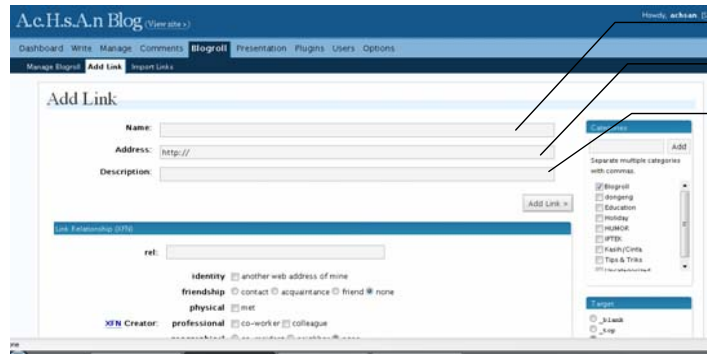 A.c.H.s.A.n Blog (View site »)
Howdy, achsan.
Dashboard Write Manage Comments Blogroll Presentation Plugins Users Options
Manage Blogroll Add Link Import Links
Add Link
Name:
Address: http://
Description:
Add Link »
Categories
Add
Separate multiple categories
with commas.
Blogroll
dongeng
Education
Holiday
HUMOR
IPTEK
Kasih/Cinta
Tips & Triks
Link Relationship (XFN)
rel:
identity another web address of mine
friendship contact acquaintance friend none
physical met
XFN Creator: professional co-worker colleague
Target
_blank
_top